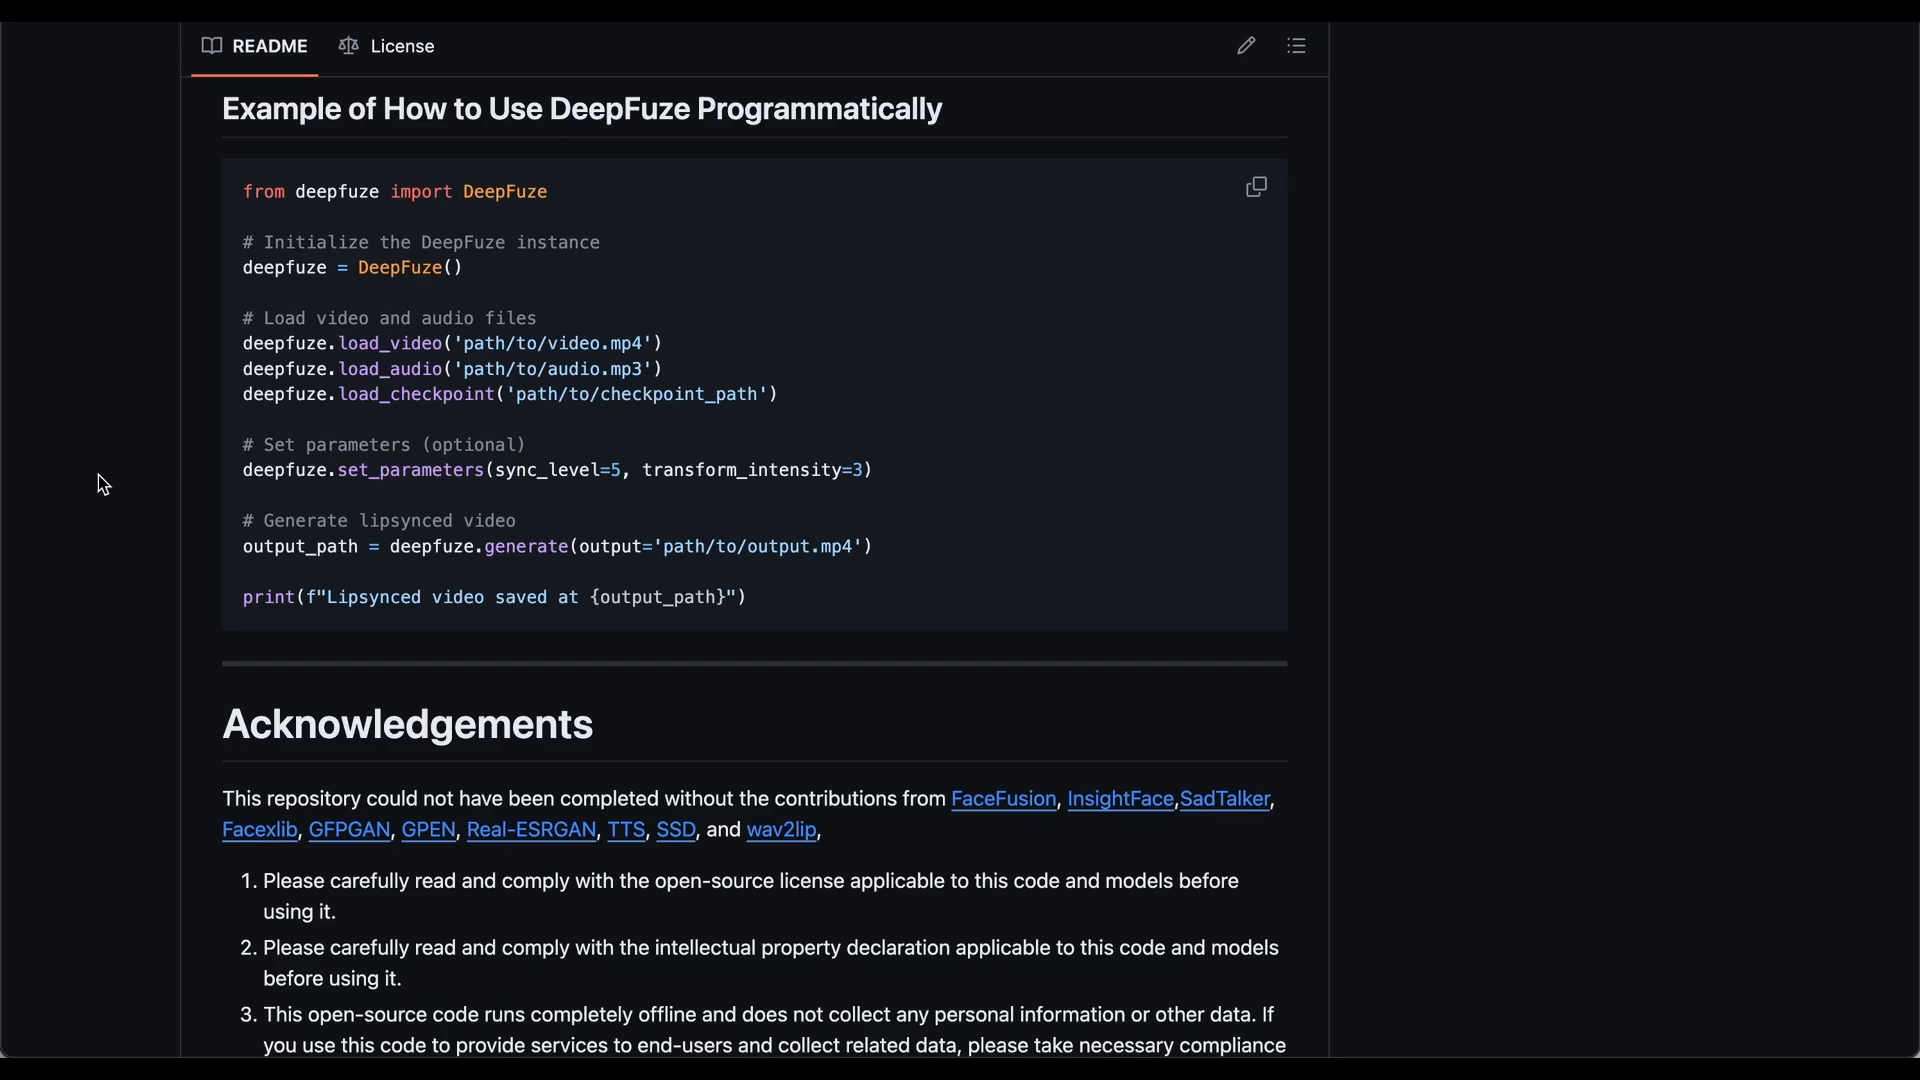 README License
Example of How to Use DeepFuze Programmatically
from deepfuze import DeepFuze
# Initialize the DeepFuze instance
deepfuze = DeepFuze()
# Load video and audio files
deepfuze.load_video('path/to/video.mp4')
deepfuze.load_audio('path/to/audio.mp3')
deepfuze.load_checkpoint('path/to/checkpoint_path')
# Set parameters (optional)
deepfuze.set_parameters(sync_level=5, transform_intensity=3)
# Generate lipsynced video
output_path = deepfuze.generate(output='path/to/output.mp4')
print(f"Lipsynced video saved at {output_path}")
Acknowledgements
This repository could not have been completed without the contributions from FaceFusion, InsightFace,SadTalker,
Facexlib, GFPGAN, GPEN, Real-ESRGAN, TTS, SSD, and wav2lip,
1. Please carefully read and comply with the open-source license applicable to this code and models before
using it.
2. Please carefully read and comply with the intellectual property declaration applicable to this code and models
before using it.
3. This open-source code runs completely offline and does not collect any personal information or other data. If
you use this code to provide services to end-users and collect related data, please take necessary compliance